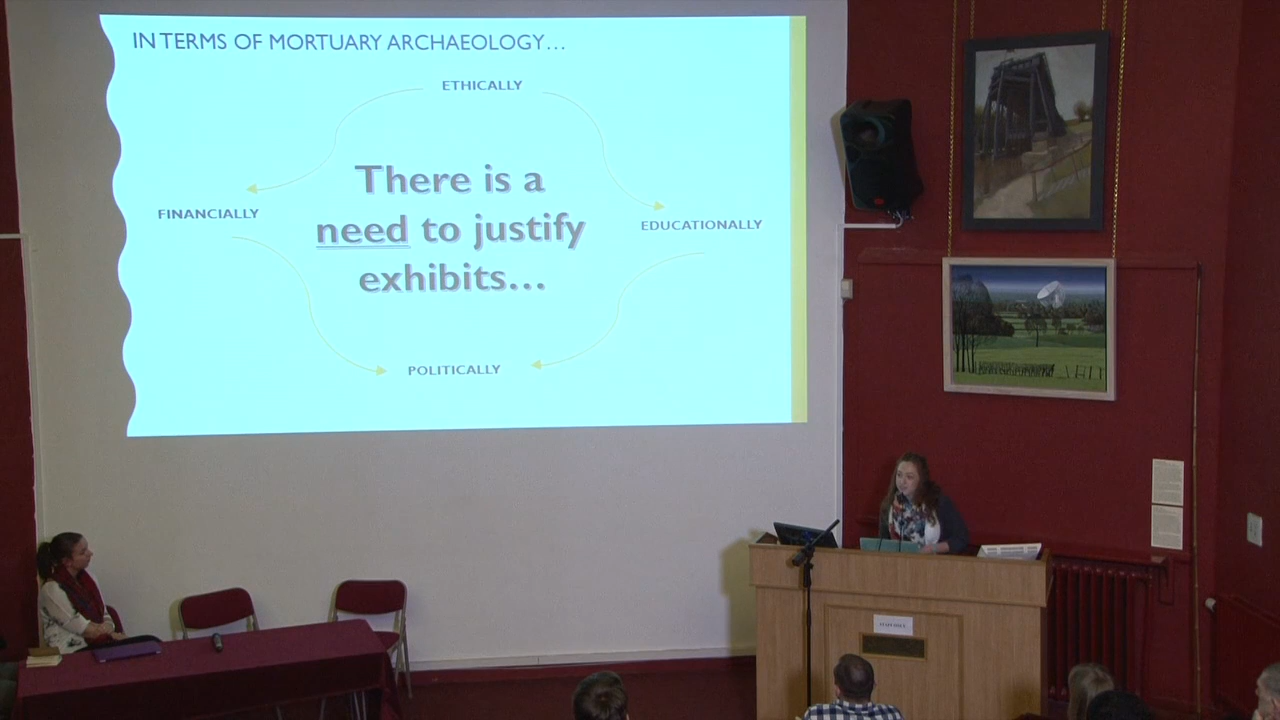 IN TERMS OF MORTUARY ARCHAEOLOGY...
ETHICALLY
There is a
need to justify
exhibits...
FINANCIALLY
EDUCATIONALLY
POLITICALLY